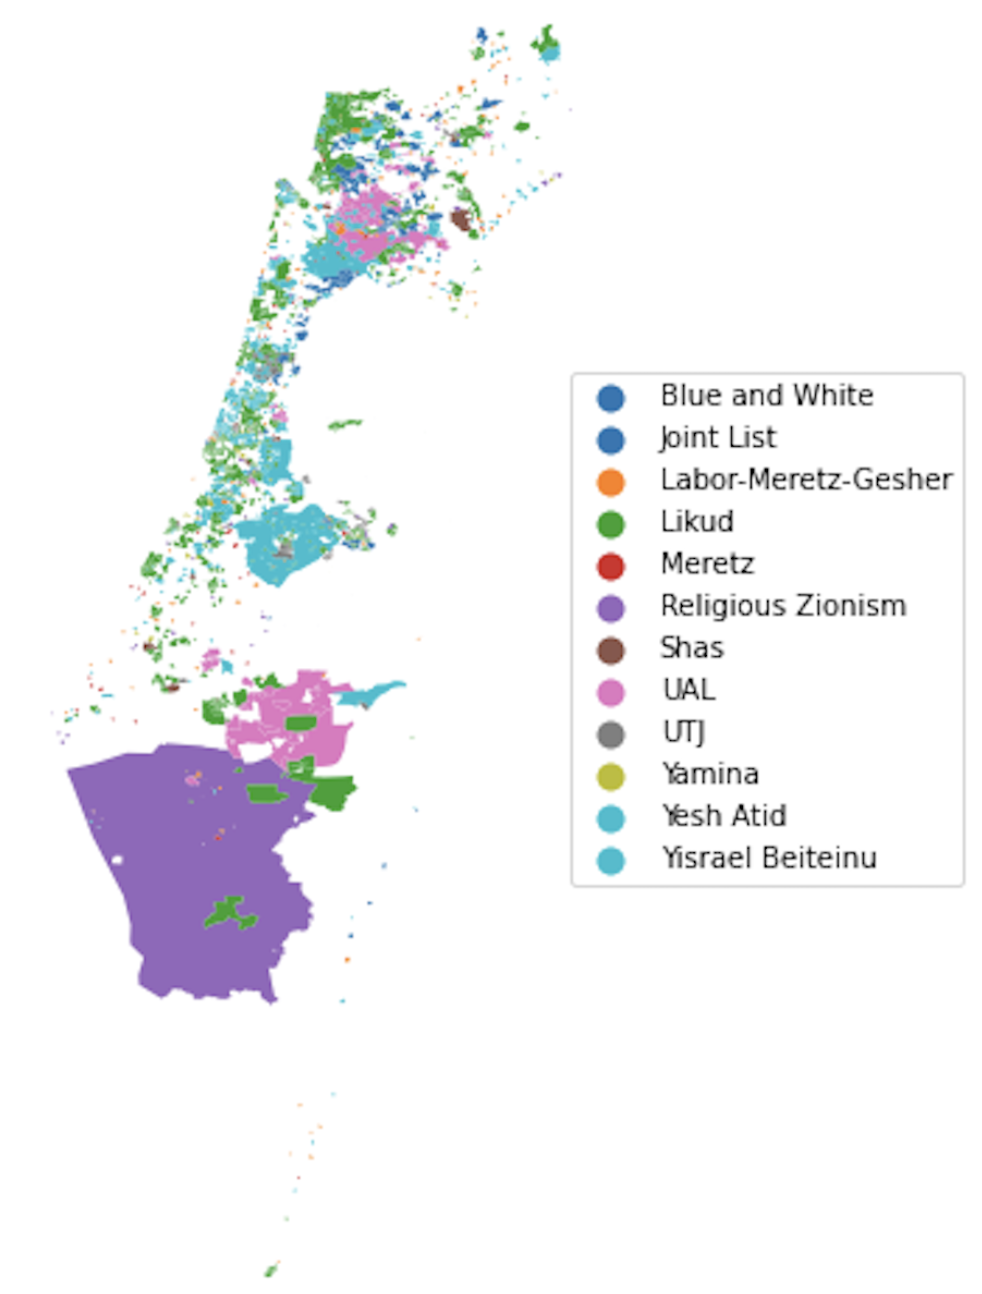 Blue and White
Joint List
Labor-Meretz-Gesher
Likud
Meretz
Religious Zionism
Shas
UAL
UTJ
Yamina
Yesh Atid
Yisrael Beiteinu